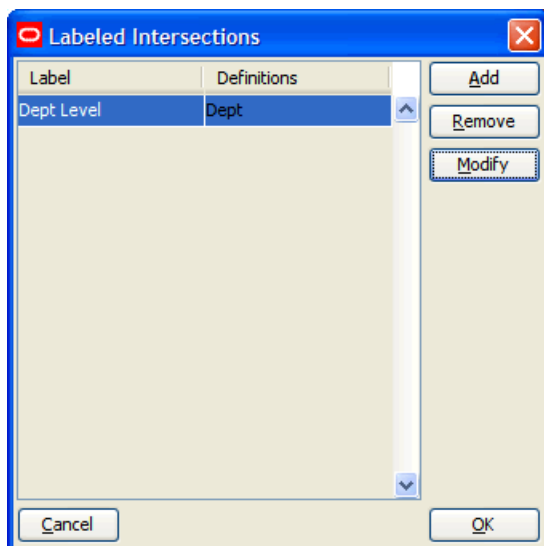 Labeled Intersections
Label Definitions Add
Dept Level Dept
Remove
Modify
Cancel OK